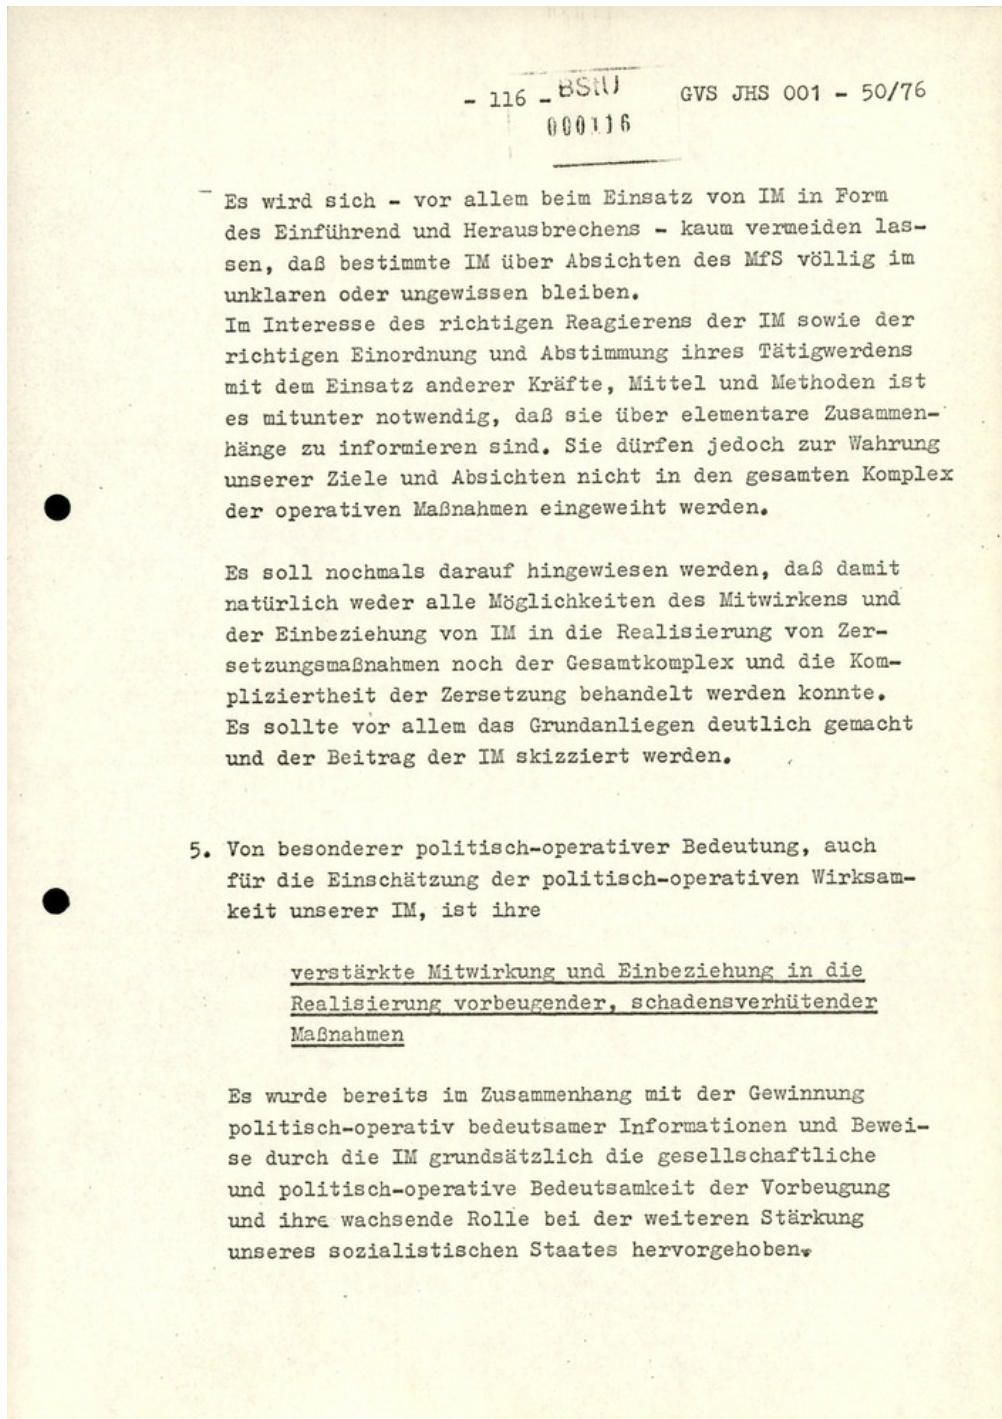 - 116 - BStU GVS JHS 001 - 50/76
000116
Es wird sich - vor allem beim Einsatz von IM in Form
des Einführend und Herausbrechens - kaum vermeiden las-
sen, daß bestimmte IM über Absichten des MfS völlig im
unklaren oder ungewissen bleiben.
Im Interesse des richtigen Reagierens der IM sowie der
richtigen Einordnung und Abstimmung ihres Tätigwerdens
mit dem Einsatz anderer Kräfte, Mittel und Methoden ist
es mitunter notwendig, daß sie über elementare Zusammen-
hänge zu informieren sind. Sie dürfen jedoch zur Wahrung
unserer Ziele und Absichten nicht in den gesamten Komplex
der operativen Maßnahmen eingeweiht werden.
Es soll nochmals darauf hingewiesen werden, daß damit
natürlich weder alle Möglichkeiten des Mitwirkens und
der Einbeziehung von IM in die Realisierung von Zer-
setzungsmaßnahmen noch der Gesamtkomplex und die Kom-
pliziertheit der Zersetzung behandelt werden konnte.
Es sollte vor allem das Grundanliegen deutlich gemacht
und der Beitrag der IM skizziert werden.
5. Von besonderer politisch-operativer Bedeutung, auch
für die Einschätzung der politisch-operativen Wirksam-
keit unserer IM, ist ihre
verstärkte Mitwirkung und Einbeziehung in die
Realisierung vorbeugender, schadensverhütender
Maßnahmen
Es wurde bereits im Zusammenhang mit der Gewinnung
politisch-operativ bedeutsamer Informationen und Bewei-
se durch die IM grundsätzlich die gesellschaftliche
und politisch-operative Bedeutsamkeit der Vorbeugung
und ihre wachsende Rolle bei der weiteren Stärkung
unseres sozialistischen Staates hervorgehoben.